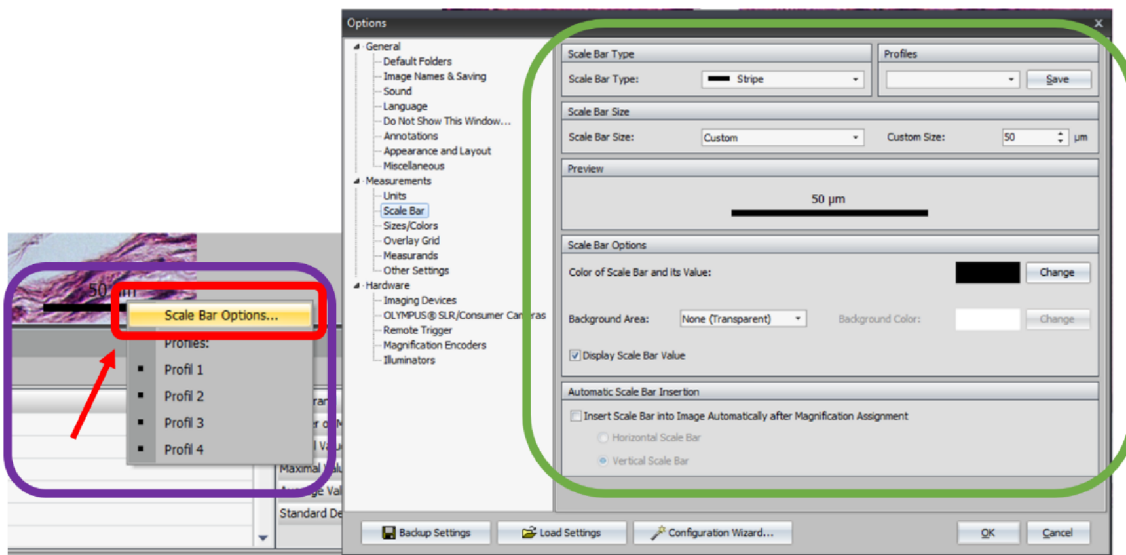 50 µm
Scale Bar Options...
Profiles:
Profil 1
Profil 2
Profil 3
Profil 4
Maximal
Standard De
Options
x
General
Default Folders
Image Names & Saving
Sound
Language
Do Not Show This Window...
Annotations
Appearance and Layout
Miscellaneous
Measurements
Units
Scale Bar
Sizes/Colors
Overlay Grid
Measurands
Other Settings
Hardware
Imaging Devices
OLYMPUS® SLR/Consumer Cameras
Remote Trigger
Magnification Encoders
Illuminators
Scale Bar Type
Scale Bar Type: Stripe
Profiles
Save
Scale Bar Size
Scale Bar Size: Custom Custom Size: 50 µm
Preview
50 µm
Scale Bar Options
Color of Scale Bar and its Value: Change
Background Area: None (Transparent) Background Color: Change
Display Scale Bar Value
Automatic Scale Bar Insertion
Insert Scale Bar into Image Automatically after Magnification Assignment
Horizontal Scale Bar
Vertical Scale Bar
Backup Settings Load Settings Configuration Wizard... OK Cancel